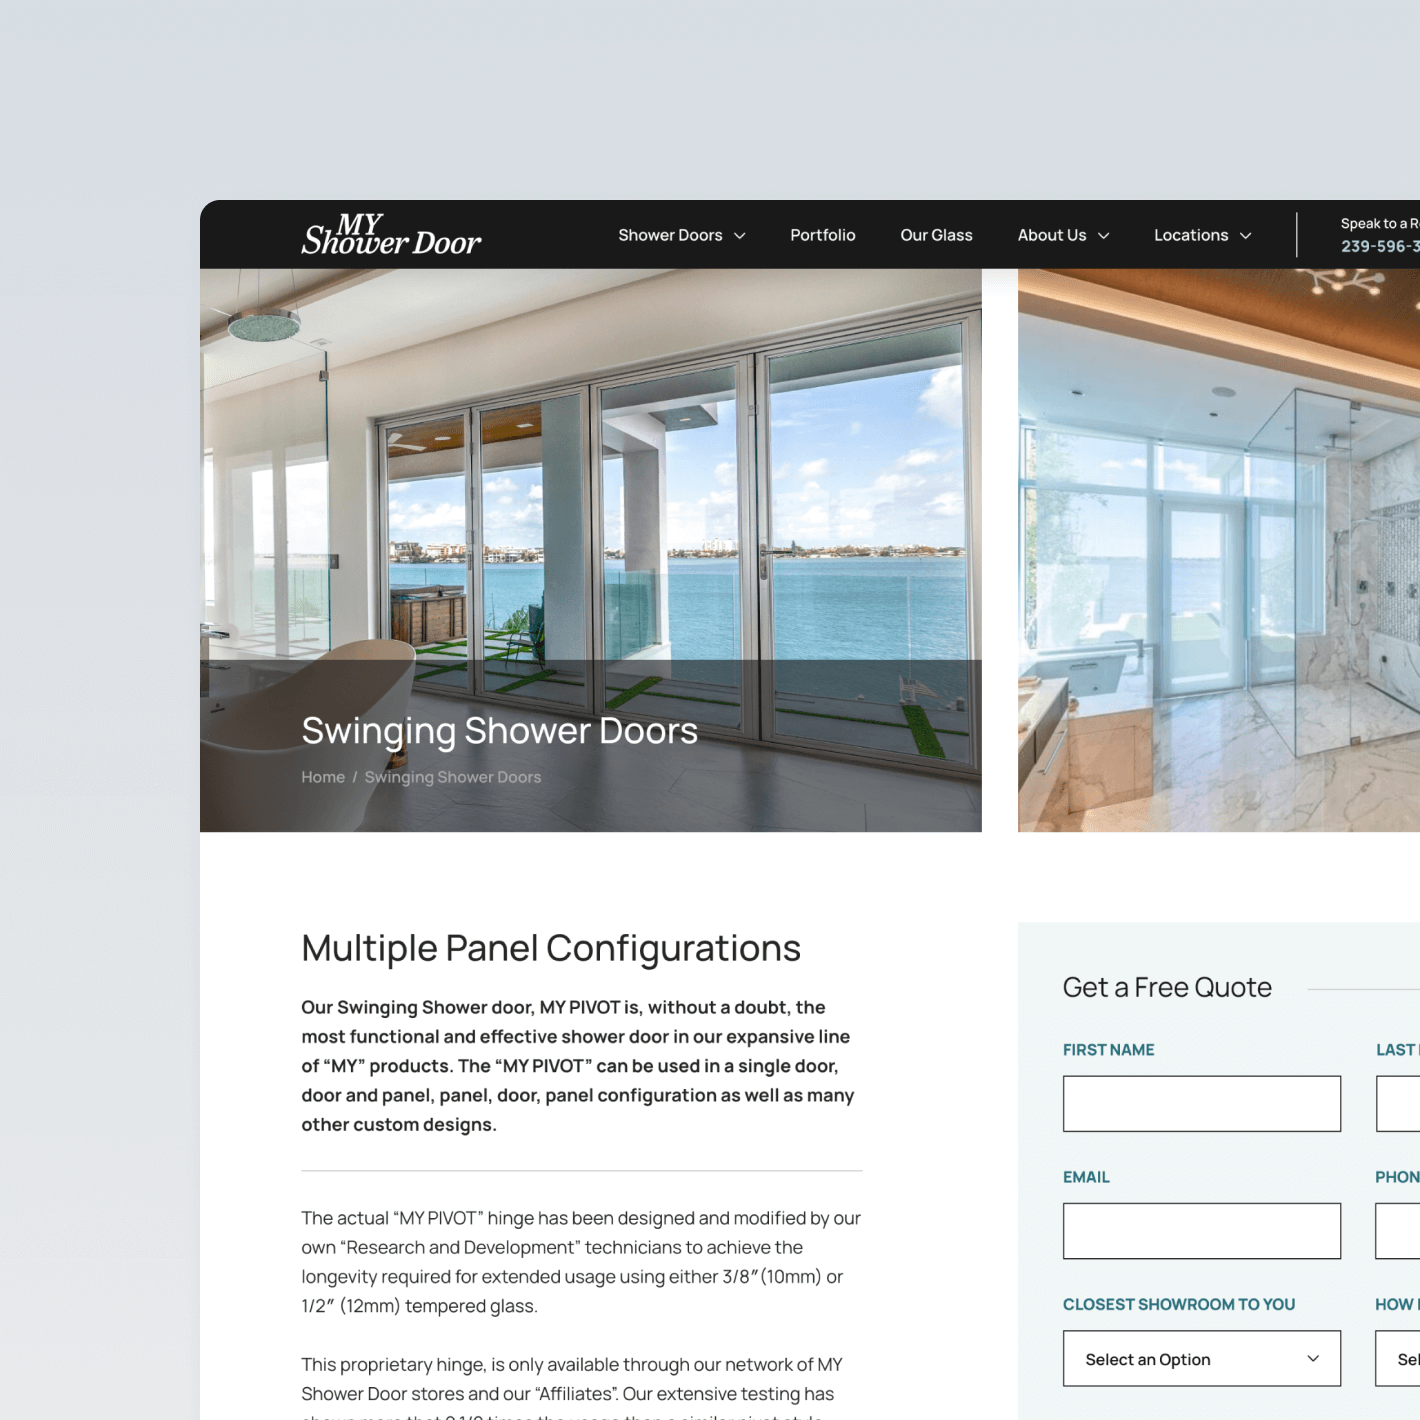 MY
Shower Door
Shower Doors
Portfolio
Our Glass
About Us
Locations
Speak to a
239-596-3
Swinging Shower Doors
Home / Swinging Shower Doors
Multiple Panel Configurations
Our Swinging Shower door, MY PIVOT is, without a doubt, the
most functional and effective shower door in our expansive line
of “MY” products. The “MY PIVOT” can be used in a single door,
door and panel, panel, door, panel configuration as well as many
other custom designs.
The actual “MY PIVOT” hinge has been designed and modified by our
own “Research and Development” technicians to achieve the
longevity required for extended usage using either 3/8″(10mm) or
1/2″ (12mm) tempered glass.
This proprietary hinge, is only available through our network of MY
Shower Door stores and our “Affiliates”. Our extensive testing has
Get a Free Quote
FIRST NAME
LAST
EMAIL
PHON
CLOSEST SHOWROOM TO YOU
HOW
Select an Option
Sel